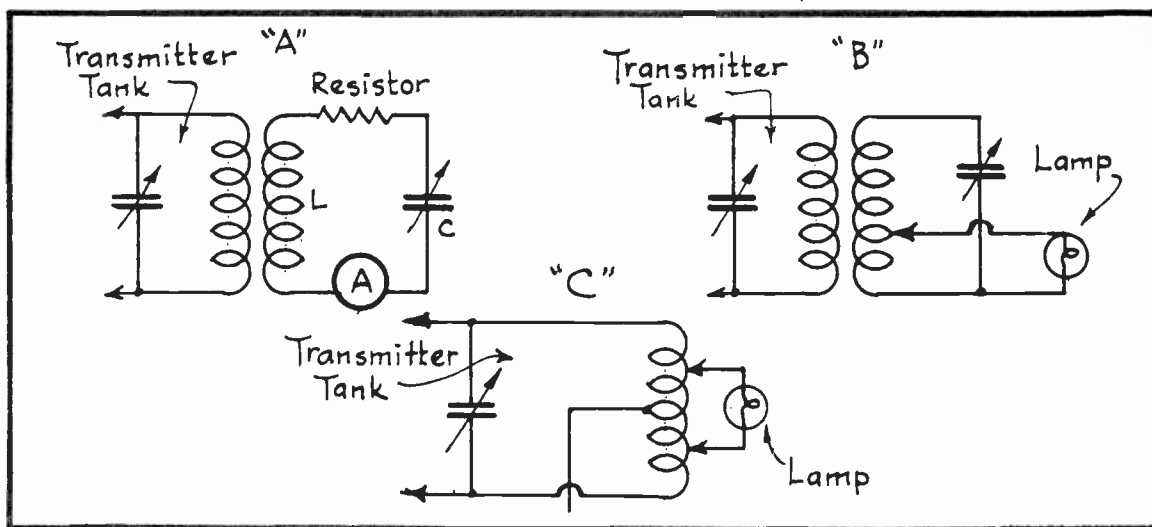 "A"
Transmitter
Tank
Resistor
L
C
A
"B"
Transmitter
Tank
Lamp
"C"
Transmitter
Tank
Lamp